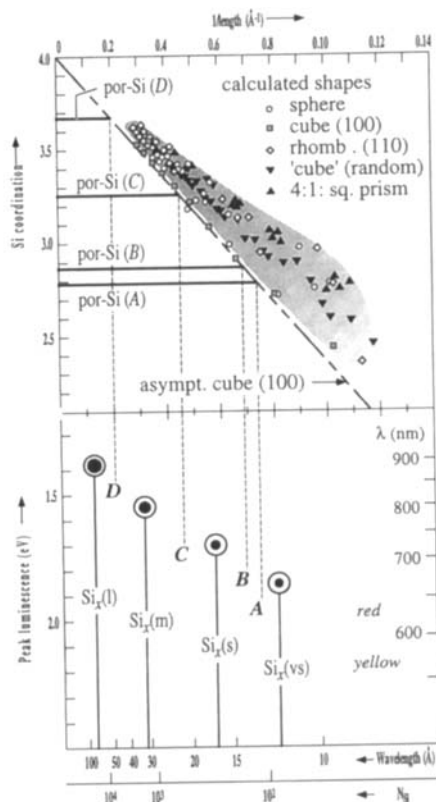 1/length (Å⁻¹)
0 0.02 0.04 0.06 0.08 0.10 0.12 0.14
4.0
por-Si (D)
calculated shapes
sphere
cube (100)
rhomb . (110)
'cube' (random)
4:1: sq. prism
3.5
Si coordination
por-Si (C)
3.0
por-Si (B)
por-Si (A)
2.5
asympt. cube (100)
λ (nm)
900
D
1.5
800
C
700
B
A
Peak luminescence (eV)
Siₓ(l)
Siₓ(m)
Siₓ(s)
Siₓ(vs)
red
2.0
600
yellow
100 50 40 30 20 15 10 Wavelength (Å)
10⁴ 10³ 10²